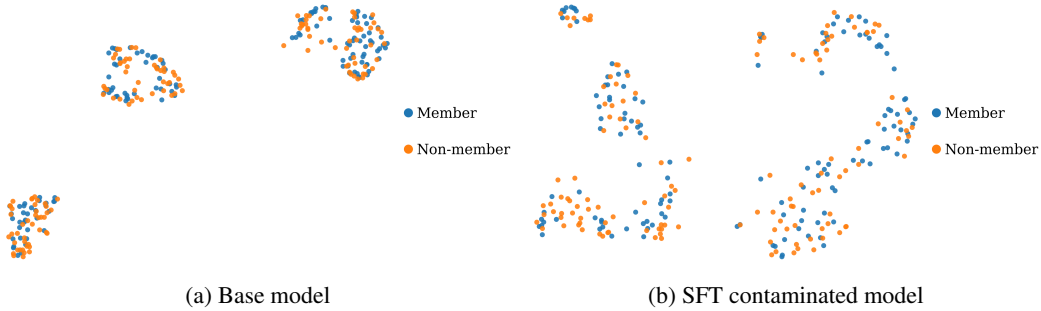 Member
Non-member
Member
Non-member
(a) Base model
(b) SFT contaminated model